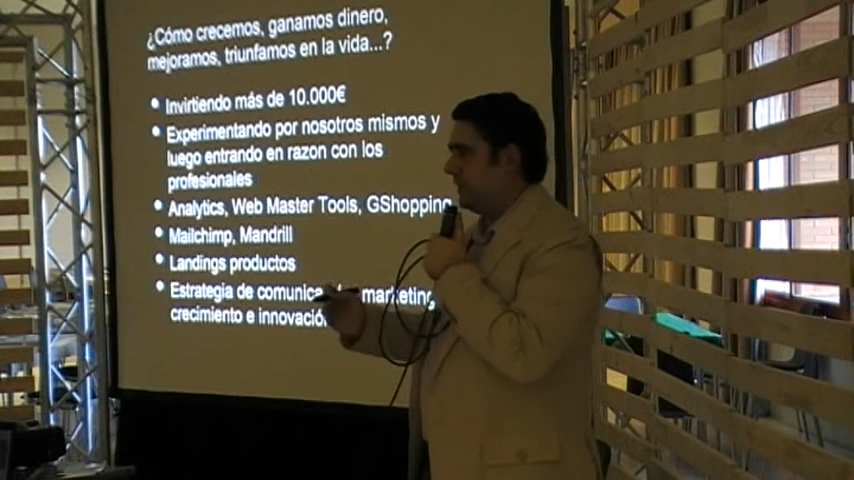 ¿Cómo crecemos, ganamos dinero,
mejoramos, triunfamos en la vida...?
• Invirtiendo más de 10.000€
• Experimentando por nosotros mismos y
luego entrando en razon con los
profesionales
• Analytics, Web Master Tools, GShopping,
• Mailchimp, Mandrill
• Landings productos
• Estrategia de comunica marketing
crecimiento e innovación